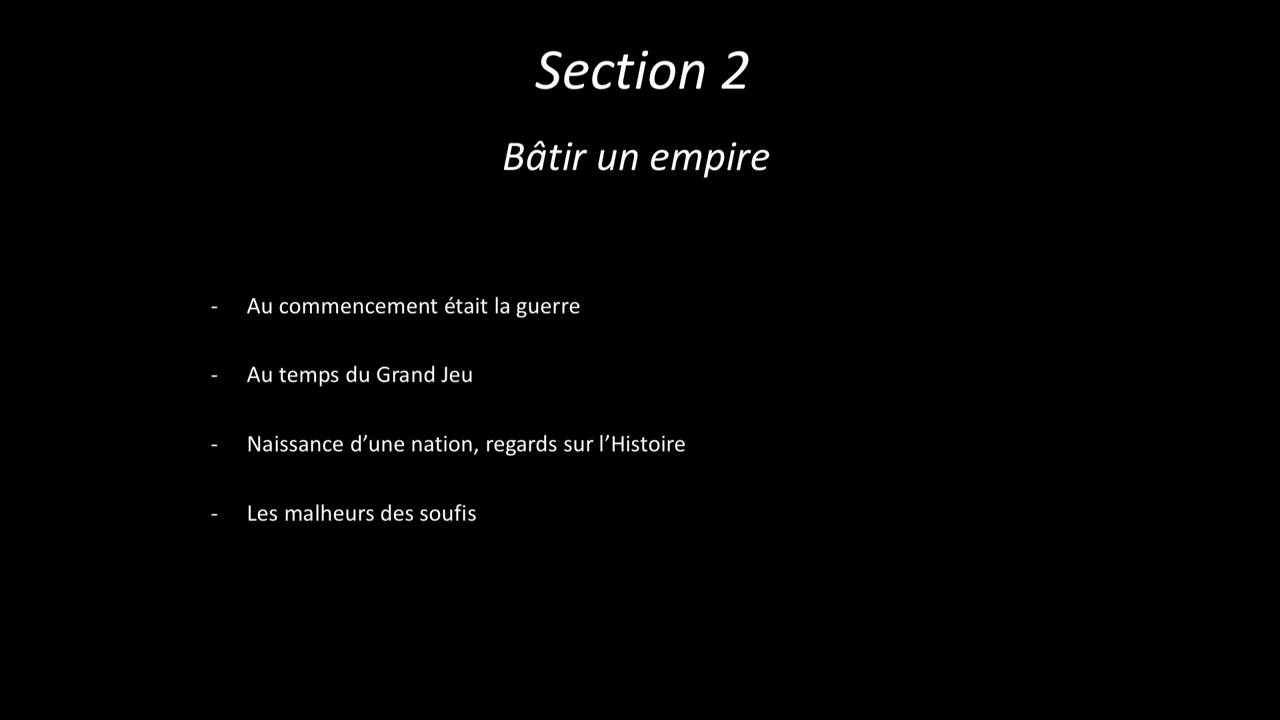 Section 2
Bâtir un empire
- Au commencement était la guerre
- Au temps du Grand Jeu
- Naissance d’une nation, regards sur l’Histoire
- Les malheurs des soufis